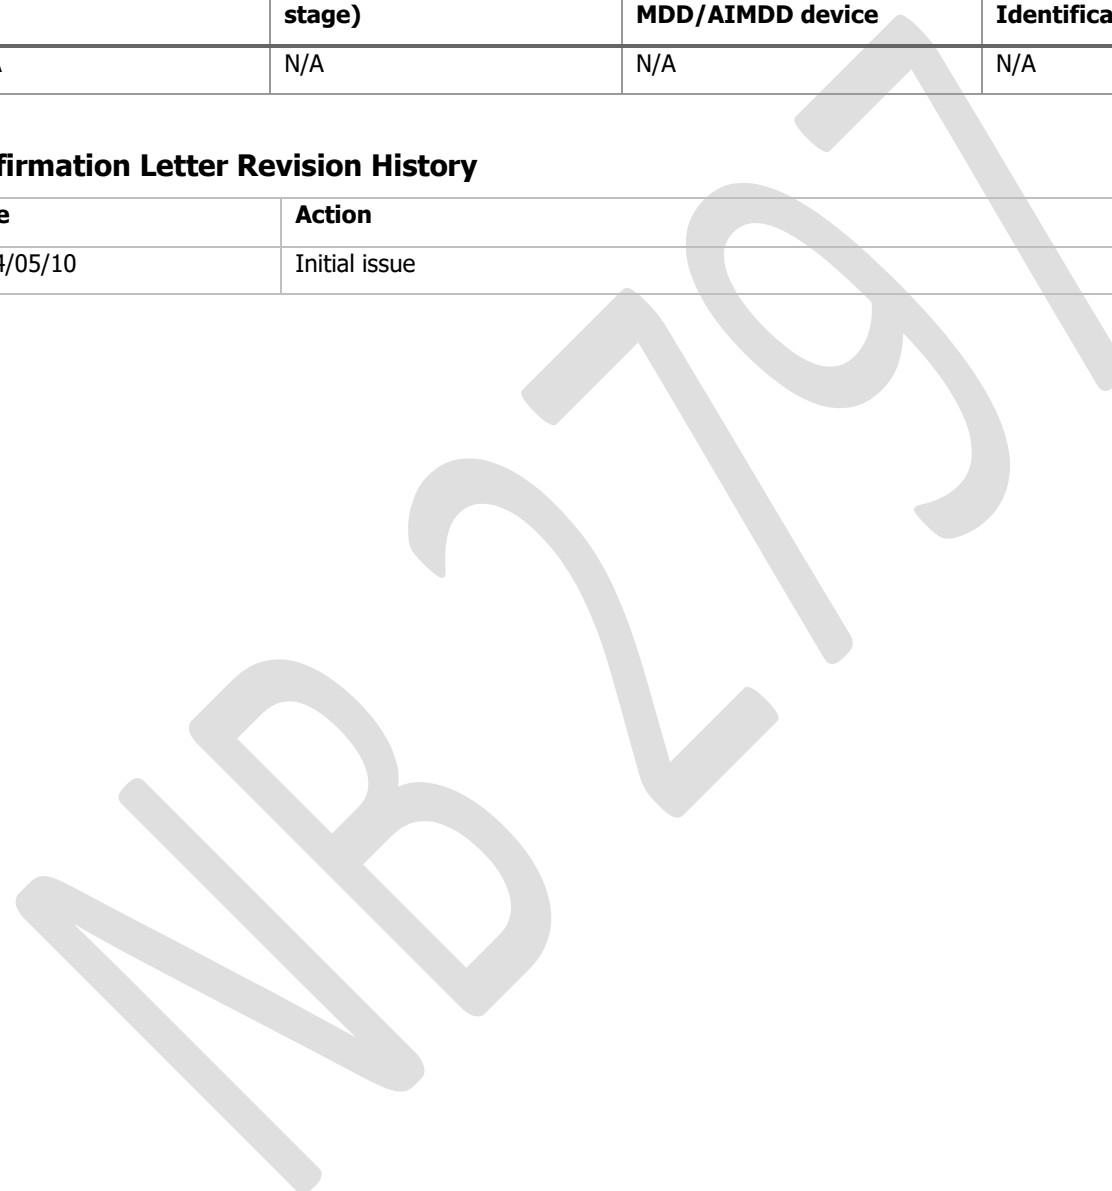 stage) MDD/AIMDD device Identifica
N/A N/A N/A
firmation Letter Revision History
e Action
4/05/10 Initial issue
NB 2797